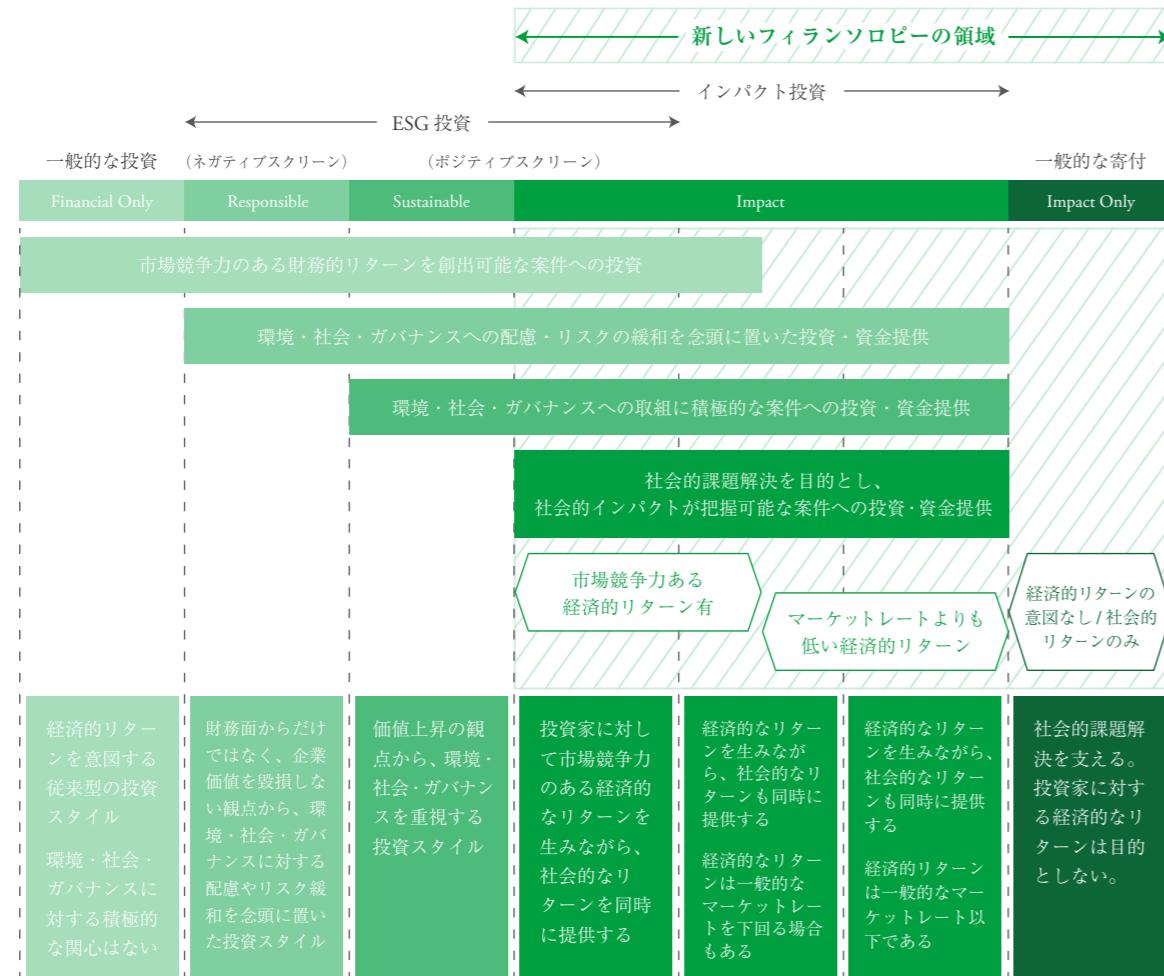 新しいフィランソロピーの領域
インパクト投資
ESG 投資
一般的な投資
（ネガティブスクリーン）
（ポジティブスクリーン）
一般的な寄付
Financial Only
Responsible
Sustainable
Impact
Impact Only
市場競争力のある財務的リターンを創出可能な案件への投資
環境・社会・ガバナンスへの配慮・リスクの緩和を念頭に置いた投資・資金提供
環境・社会・ガバナンスへの取組に積極的な案件への投資・資金提供
社会的課題解決を目的とし、
社会的インパクトが把握可能な案件への投資・資金提供
市場競争力ある
経済的リターン有
マーケットレートよりも
低い経済的リターン
経済的リターンの
意図なし / 社会的
リターンのみ
経済的リター
ンを意図する
従来型の投資
スタイル
環境・社会・
ガバナンスに
対する積極的
な関心はない
財務面からだけ
ではなく、企業
価値を毀損しな
い観点から、環
境・社会・ガバ
ナンスに対する
配慮やリスク緩
和を念頭に置い
た投資スタイル
価値上昇の観
点から、環境・
社会・ガバナン
スを重視する
投資スタイル
投資家に対し
て市場競争力
のある経済的
なリターンを
生みながら、
社会的なリ
ターンを同時
に提供する
経済的なリター
ンを生みなが
ら、社会的なリ
ターンも同時に
提供する
経済的なリター
ンは一般的な
マーケットレー
トを下回る場合
もある
経済的なリター
ンを生みながら、
社会的なリター
ンも同時に提供
する
経済的リターン
は一般的なマー
ケットレート以
下である
社会的課題解
決を支える。
投資家に対す
る経済的なリ
ターンは目的
としない。